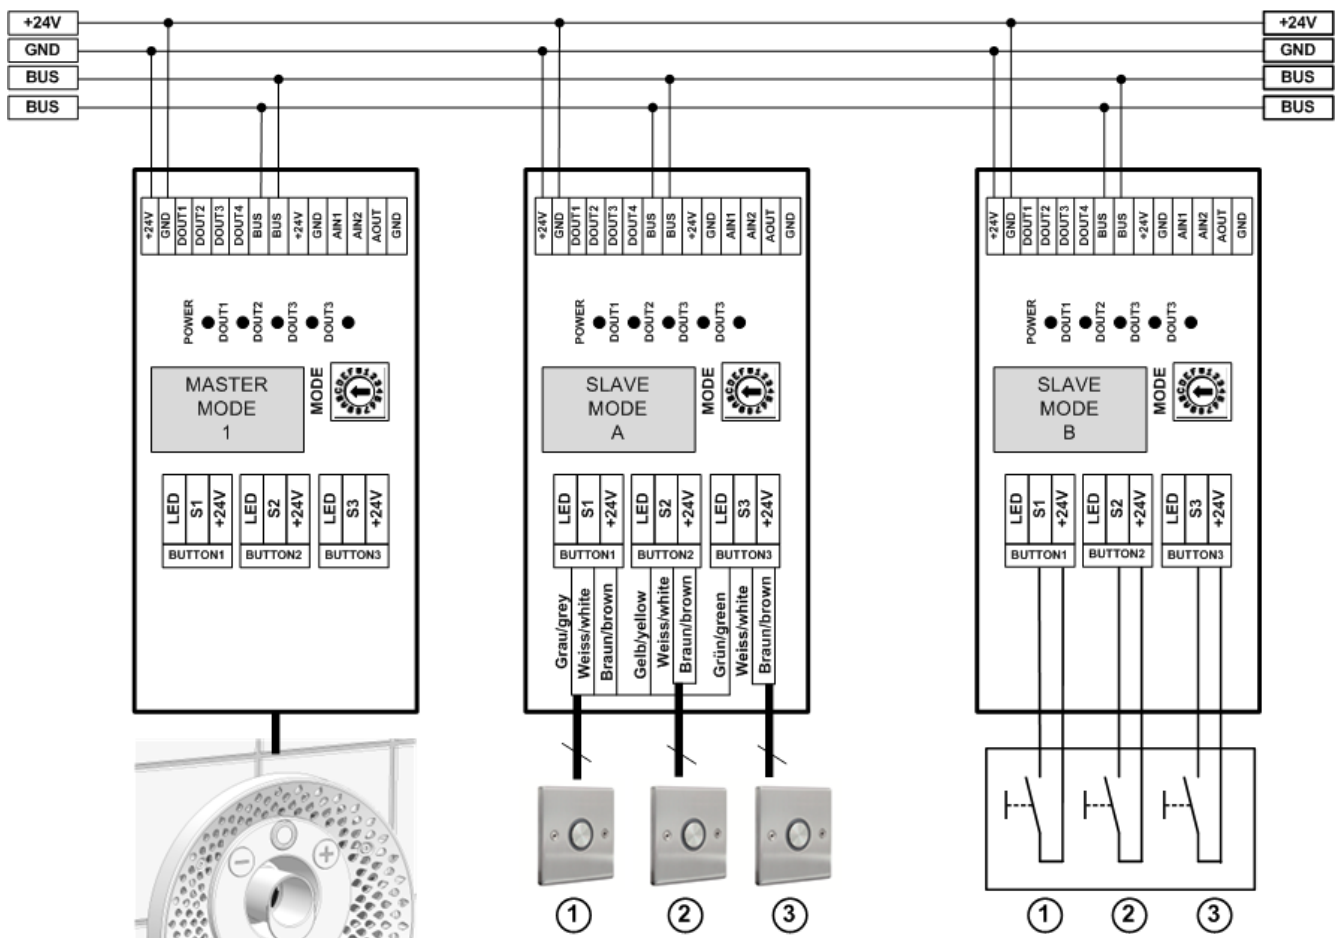 +24V
+24V
GND
GND
BUS
BUS
BUS
BUS
+24V GND DOUT1 DOUT2 DOUT3 DOUT4 BUS BUS +24V GND AIN1 AIN2 AOUT GND
+24V GND DOUT1 DOUT2 DOUT3 DOUT4 BUS BUS +24V GND AIN1 AIN2 AOUT GND
+24V GND DOUT1 DOUT2 DOUT3 DOUT4 BUS BUS +24V GND AIN1 AIN2 AOUT GND
POWER DOUT1 DOUT2 DOUT3 DOUT3
POWER DOUT1 DOUT2 DOUT3 DOUT3
POWER DOUT1 DOUT2 DOUT3 DOUT3
MASTER
MODE
1
MODE
SLAVE
MODE
A
MODE
SLAVE
MODE
B
MODE
LED S1 +24V LED S2 +24V LED S3 +24V
BUTTON1 BUTTON2 BUTTON3
LED S1 +24V LED S2 +24V LED S3 +24V
BUTTON1 BUTTON2 BUTTON3
LED S1 +24V LED S2 +24V LED S3 +24V
BUTTON1 BUTTON2 BUTTON3
Grau/grey
Weiss/white
Braun/brown
Gelb/yellow
Weiss/white
Braun/brown
Grün/green
Weiss/white
Braun/brown
1 2 3
1 2 3